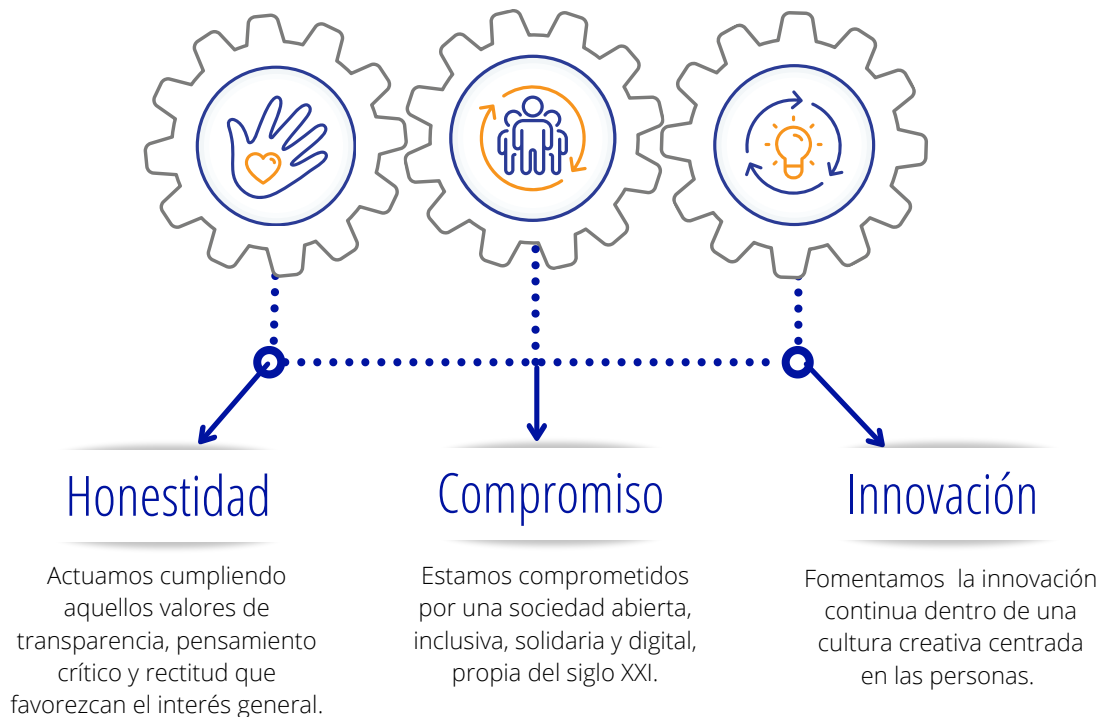 Honestidad
Actuamos cumpliendo
aquellos valores de
transparencia, pensamiento
crítico y rectitud que
favorezcan el interés general.
Compromiso
Estamos comprometidos
por una sociedad abierta,
inclusiva, solidaria y digital,
propia del siglo XXI.
Innovación
Fomentamos  la innovación
continua dentro de una
cultura creativa centrada
en las personas.